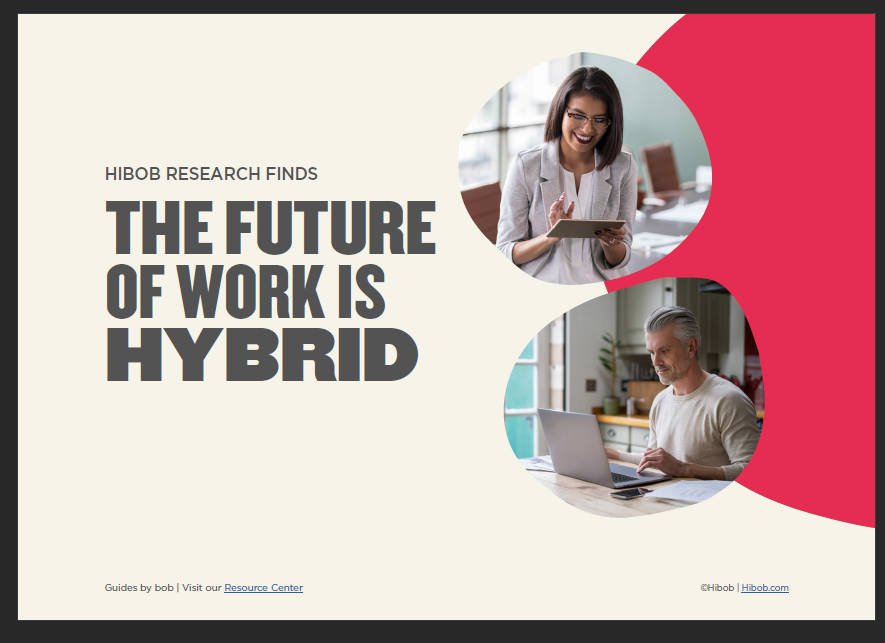 HIBOB RESEARCH FINDS
THE FUTURE
OF WORK IS
HYBRID
Guides by bob | Visit our Resource Center
©Hibob | Hibob.com